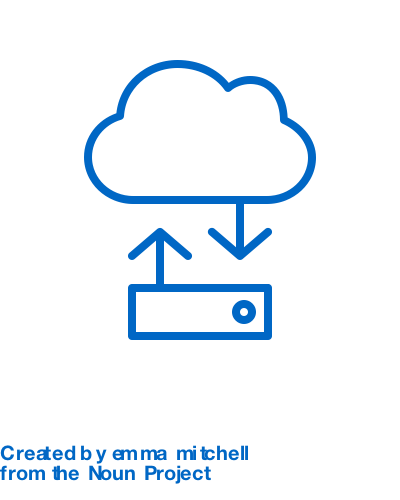 Created by emma mitchell
from the Noun Project